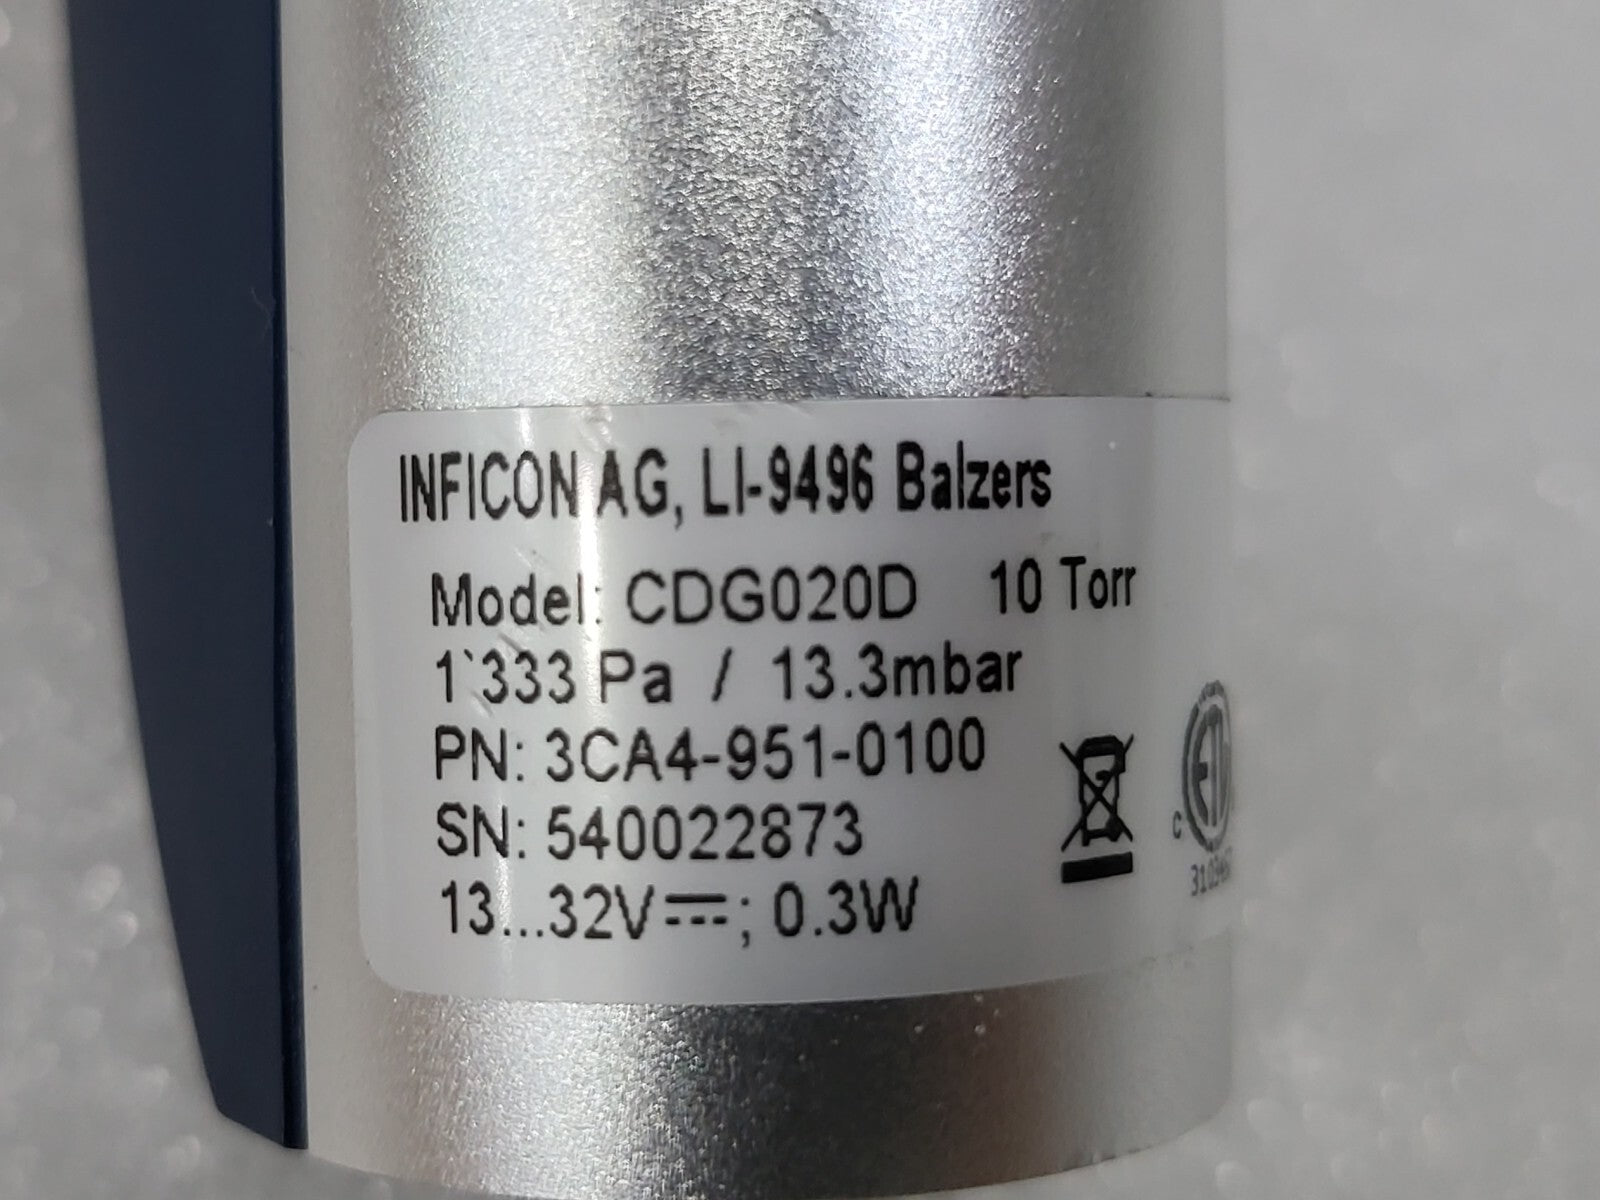 INFICON AG, LI-9496 Balzers
Model: CDG020D 10 Torr
1`333 Pa / 13.3mbar
PN: 3CA4-951-0100
SN: 540022873
13...32V⎓; 0.3W
c